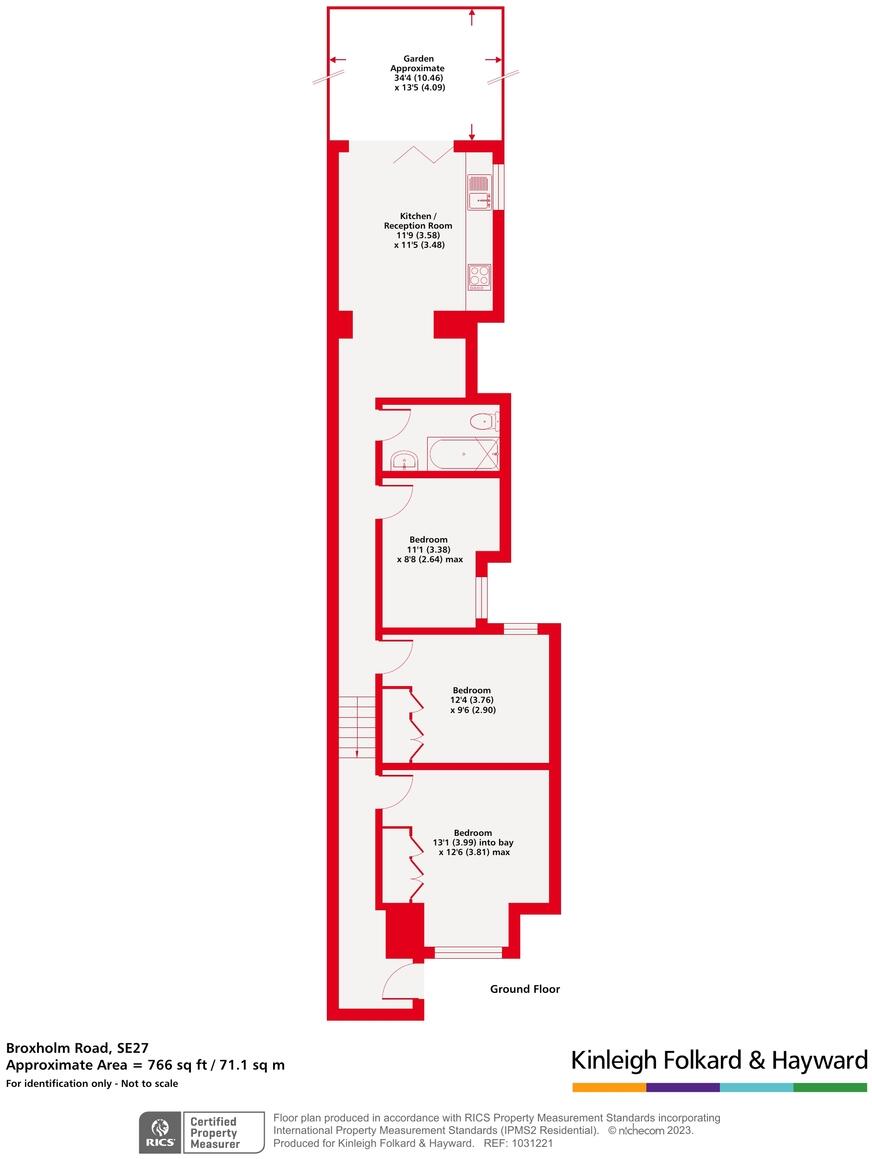 Garden
Approximate
34'4 (10.46)
x 13'5 (4.09)
Kitchen /
Reception Room
11'9 (3.58)
x 11'5 (3.48)
Bedroom
11'1 (3.38)
x 8'8 (2.64) max
Bedroom
12'4 (3.76)
x 9'6 (2.90)
Bedroom
13'1 (3.99) into bay
x 12'6 (3.81) max
Ground Floor
Broxholm Road, SE27
Approximate Area = 766 sq ft / 71.1 sq m
For identification only - Not to scale
Kinleigh Folkard & Hayward
RICS
Certified
Property
Measurer
Floor plan produced in accordance with RICS Property Measurement Standards incorporating
International Property Measurement Standards (IPMS2 Residential). © nichecom 2023.
Produced for Kinleigh Folkard & Hayward. REF: 1031221